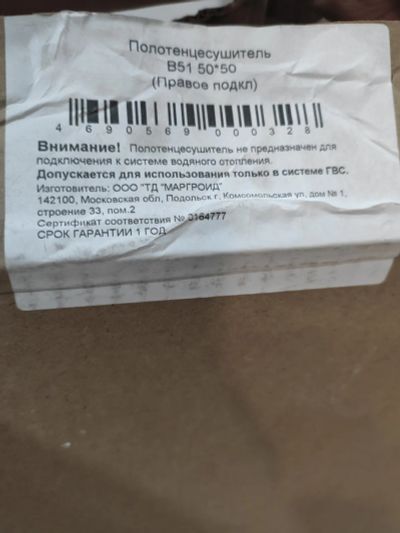 Полотенцесушитель
В51 50*50
(Правое подкл)
4 690569 000328
Внимание! Полотенцесушитель не предназначен для
подключения к системе водяного отопления.
Допускается для использования только в системе ГВС.
Изготовитель: ООО "ТД "МАРГРОИД"
142100, Московская обл, Подольск г, Комсомольская ул, дом № 1,
строение 33, пом.2
Сертификат соответствия № 0164777
СРОК ГАРАНТИИ 1 ГОД